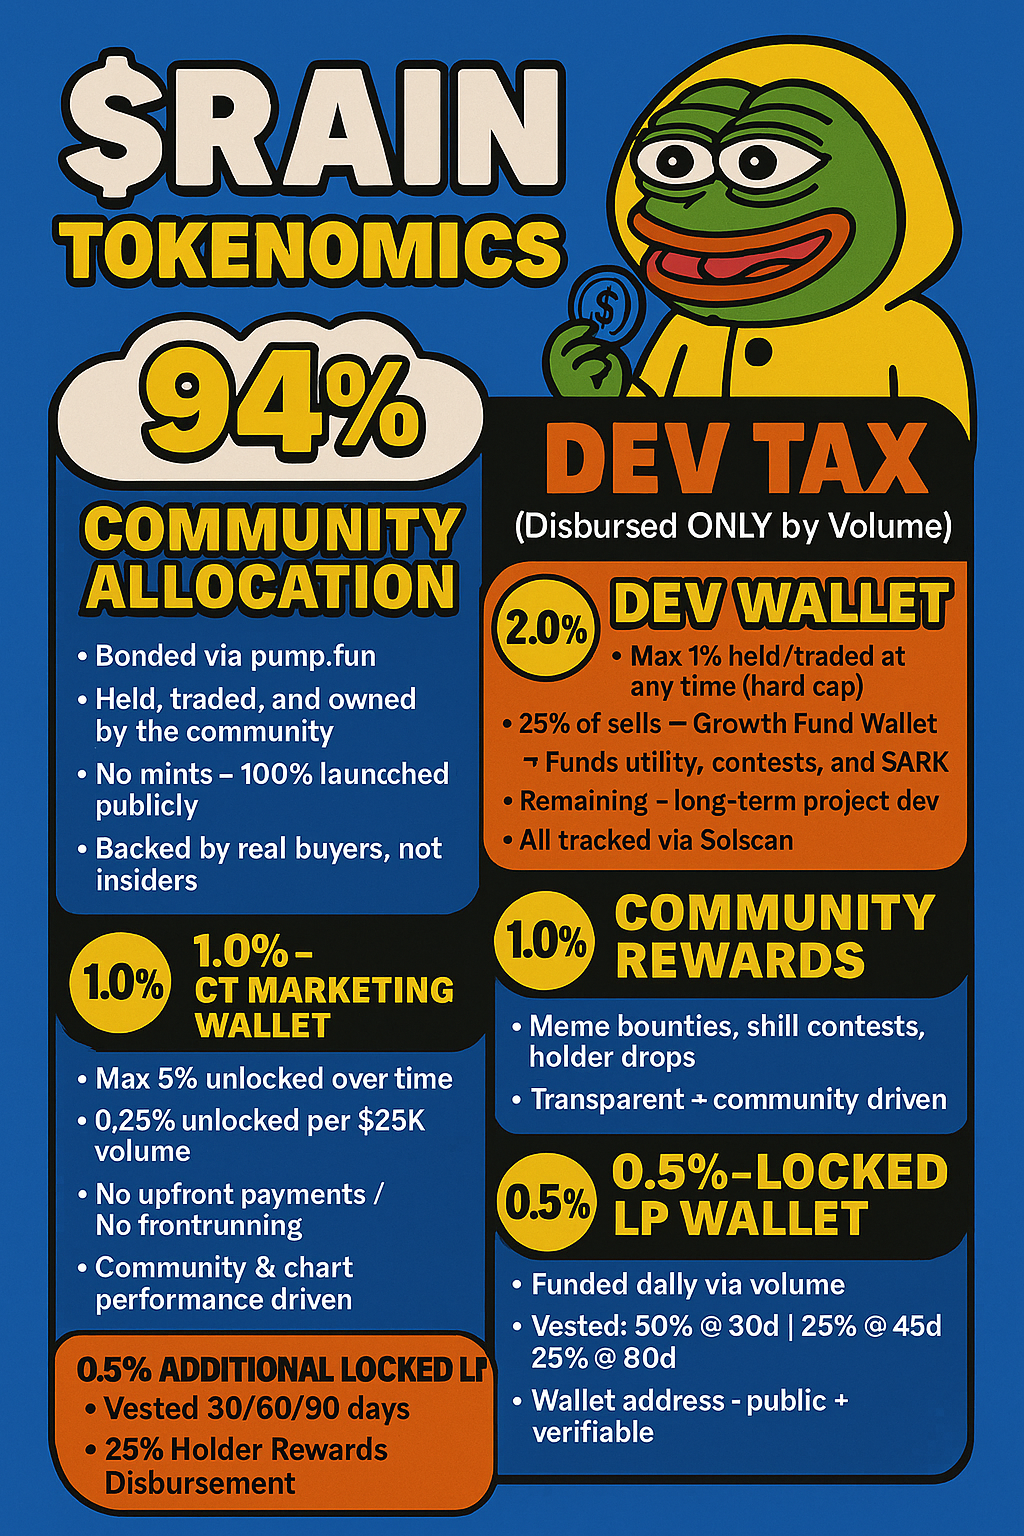 $RAIN
TOKENOMICS
94%
COMMUNITY
ALLOCATION
• Bonded via pump.fun
• Held, traded, and owned
by the community
• No mints – 100% launcched
publicly
• Backed by real buyers, not
insiders
1.0%
1.0% –
CT MARKETING
WALLET
• Max 5% unlocked over time
• 0,25% unlocked per $25K
volume
• No upfront payments /
No frontrunning
• Community & chart
performance driven
0.5% ADDITIONAL LOCKED LP
• Vested 30/60/90 days
• 25% Holder Rewards
Disbursement
$
DEV TAX
(Disbursed ONLY by Volume)
2.0%
DEV WALLET
• Max 1% held/traded at
any time (hard cap)
• 25% of sells — Growth Fund Wallet
¬ Funds utility, contests, and SARK
• Remaining – long-term project dev
• All tracked via Solscan
1.0%
COMMUNITY
REWARDS
• Meme bounties, shill contests,
holder drops
• Transparent + community driven
0.5%
0.5%–LOCKED
LP WALLET
• Funded dally via volume
• Vested: 50% @ 30d | 25% @ 45d
25% @ 80d
• Wallet address - public +
verifiable